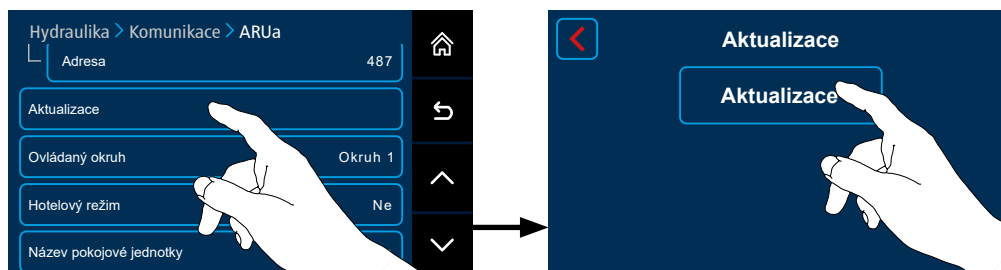 Hydraulika > Komunikace > ARUa
Adresa 487
Aktualizace
Ovládaný okruh Okruh 1
Hotelový režim Ne
Název pokojové jednotky
Aktualizace
Aktualizace